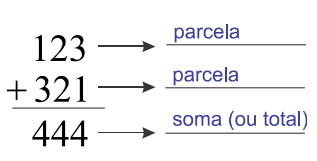 123 parcela
+ 321 parcela
444 soma (ou total)